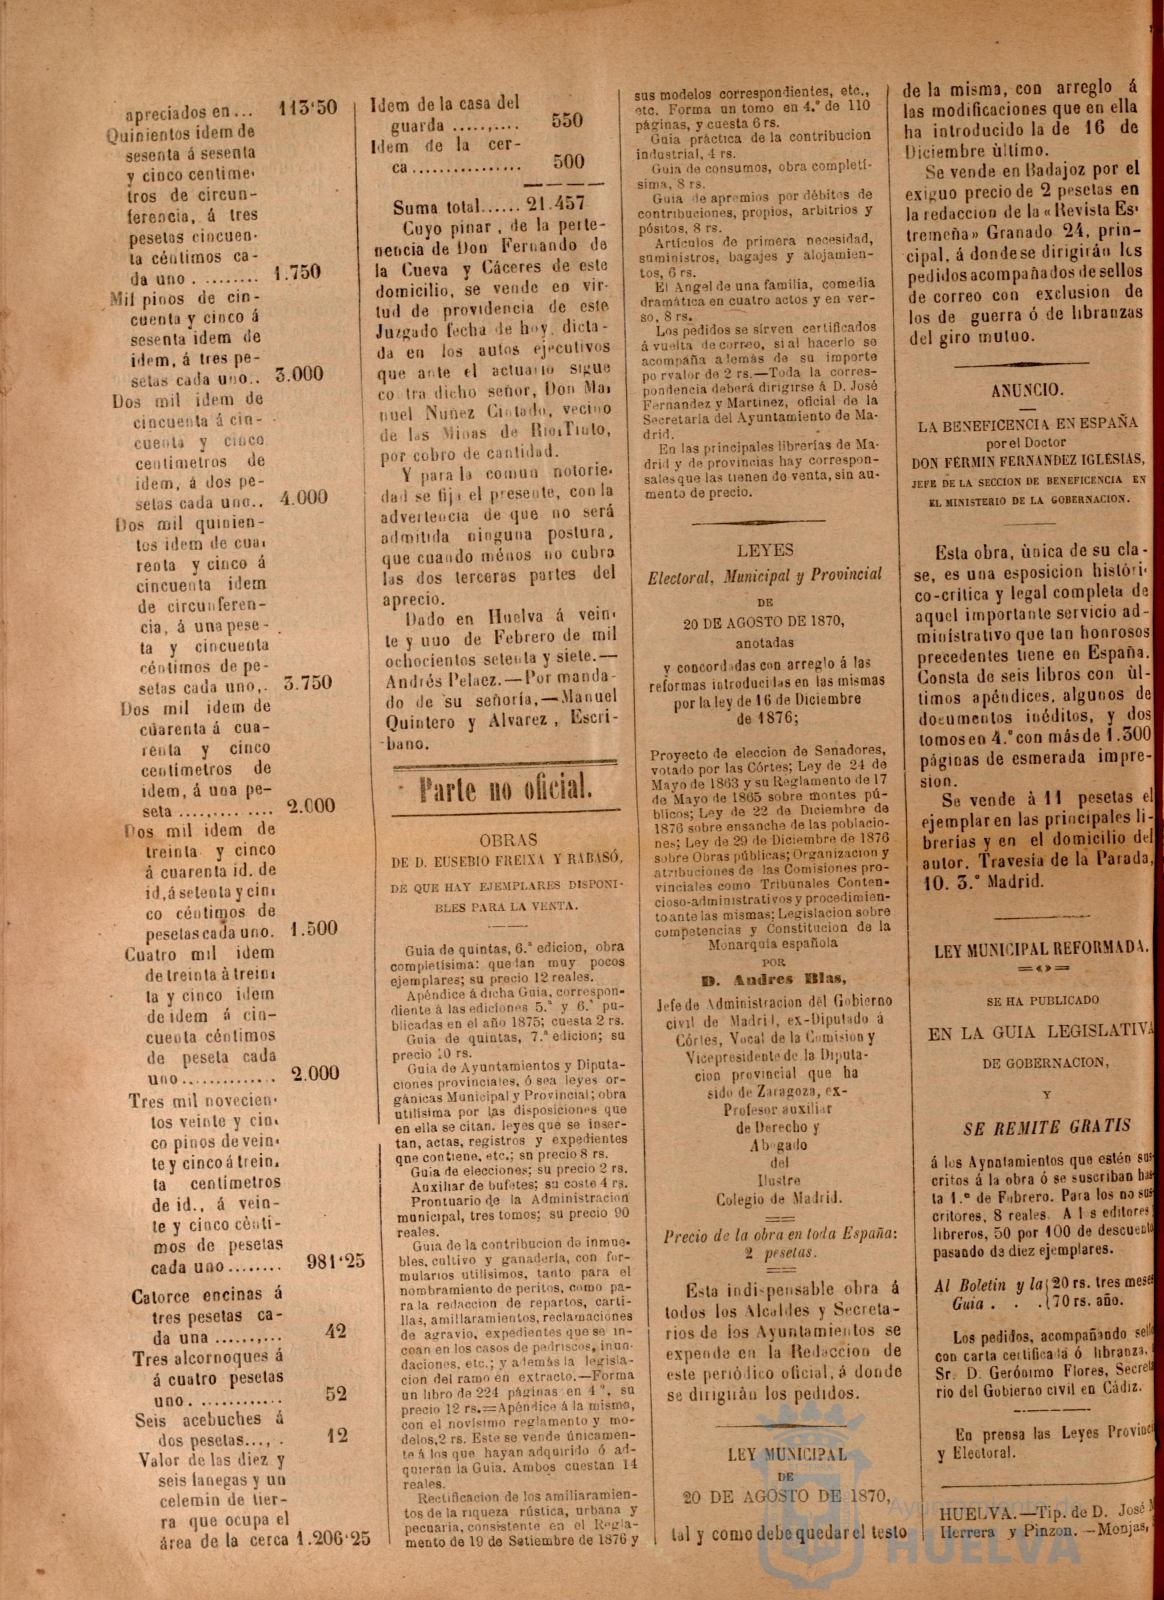 apreciados en... 113'50
Quinientos idem de
sesenta á sesenta
y cinco centíme-
tros de circun-
ferencia, á tres
pesetas cincuen-
ta céntimos ca-
da uno . ........ 1.750
Mil pinos de cin-
cuenta y cinco á
sesenta idem de
idem, á tres pe-
setas cada uno.. 3.000
Dos mil idem de
cincuenta á cin-
cuenta y cinco
centimetros de
idem, á dos pe-
setas cada uno.. 4.000
Dos mil quinien-
tos idem de cua-
renta y cinco á
cincuenta idem
de circunferen-
cia, á una pese-
ta y cincuenta
céntimos de pe-
setas cada uno,. 3.750
Dos mil idem de
cuarenta á cua-
renta y cinco
centimetros de
idem, á una pe-
seta ............. 2.000
Dos mil idem de
treinta y cinco
á cuarenta id. de
id, á setenta y cin-
co céntimos de
pesetas cada uno. 1.500
Cuatro mil idem
de treinta á trein-
ta y cinco idem
de idem á cin-
cuenta céntimos
de peseta cada
uno.............. 2.000
Tres mil novecien-
tos veinte y cin-
co pinos de vein-
te y cinco á trein-
ta centimetros
de id., á vein-
te y cinco cénti-
mos de pesetas
cada uno........ 981'25
Catorce encinas á
tres pesetas ca-
da una ......,... 42
Tres alcornoques á
á cuatro pesetas
uno............. 52
Seis acebuches á
dos pesetas...,. 12
Valor de las diez y
seis fanegas y un
celemin de tier-
ra que ocupa el
área de la cerca 1.206'25
Idem de la casa del
guarda .....,.... 550
Idem de la cer-
ca................ 500
Suma total...... 21.457
Cuyo pinar, de la perte-
nencia de Don Fernando de
la Cueva y Cáceres de este
domicilio, se vende en vir-
tud de providencia de este
Juzgado fecha de hoy, dicta-
da en los autos ejecutivos
que ante el actuario sigue
co tra dicho señor, Don Ma-
nuel Nuñez Cintado, vecino
de las Minas de Rio-Tinto,
por cobro de cantidad.
Y para la comun notorie-
dad se fija el presente, con la
advertencia de que no será
admitida ninguna postura,
que cuando ménos no cubra
las dos terceras partes del
aprecio.
Dado en Huelva á vein-
te y uno de Febrero de mil
ochocientos setenta y siete.—
Andrés Pelaez.—Por manda-
do de su señoría,—Manuel
Quintero y Alvarez, Escri-
bano.
Parte no oficial.
OBRAS
DE D. EUSEBIO FREIXA Y RABASÓ,
DE QUE HAY EJEMPLARES DISPONI-
BLES PARA LA VENTA.
Guia de quintas, 6.ª edicion, obra
completísima: quedan muy pocos
ejemplares; su precio 12 reales.
Apéndice á dicha Guía, correspon-
diente á las ediciones 5.ª y 6.ª pu-
blicadas en el año 1875; cuesta 2 rs.
Guia de quintas, 7.ª edicion; su
precio 10 rs.
Guia de Ayuntamientos y Diputa-
ciones provinciales, ó sea leyes or-
gánicas Municipal y Provincial; obra
utilísima por las disposiciones que
en ella se citan, leyes que se inser-
tan, actas, registros y expedientes
que contiene, etc.; su precio 8 rs.
Guia de elecciones; su precio 2 rs.
Auxiliar de bufetes; su coste 4 rs.
Prontuario de la Administracion
municipal, tres tomos; su precio 90
reales.
Guia de la contribucion de inmue-
bles, cultivo y ganadería, con for-
mularios utilísimos, tanto para el
nombramiento de peritos, como pa-
ra la redaccion de repartos, carti-
llas, amillaramientos, reclamaciones
de agravio, expedientes que se in-
coan en los casos de pedriscos, inun-
daciones, etc.; y además la legisla-
cion del ramo en extracto.—Forma
un libro de 224 páginas en 4°, su
precio 12 rs.=Apéndice á la misma,
con el novísimo reglamento y mo-
delos, 2 rs. Este se vende únicamen-
te á los que hayan adquirido ó ad-
quieran la Guía. Ambos cuestan 14
reales.
Rectificacion de los amillaramien-
tos de la riqueza rústica, urbana y
pecuaria, consistente en el Regla-
mento de 19 de Setiembre de 1876 y
sus modelos correspondientes, etc.,
etc. Forma un tomo en 4.° de 110
páginas, y cuesta 6 rs.
Guia práctica de la contribucion
industrial, 4 rs.
Guia de consumos, obra completí-
sima, 8 rs.
Guia de apremios por débitos de
contribuciones, propios, arbitrios y
pósitos, 8 rs.
Artículos de primera necesidad,
suministros, bagajes y alojamien-
tos, 6 rs.
El Angel de una familia, comedia
dramática en cuatro actos y en ver-
so, 8 rs.
Los pedidos se sirven certificados
á vuelta de correo, si al hacerlo se
acompaña además de su importe
po rvalor de 2 rs.—Toda la corres-
pondencia deberá dirigirse á D. José
Fernandez y Martinez, oficial de la
Secretaría del Ayuntamiento de Ma-
drid.
En las principales librerías de Ma-
drid y de provincias hay correspon-
sales que las tienen de venta, sin au-
mento de precio.
LEYES
Electoral, Municipal y Provincial
DE
20 DE AGOSTO DE 1870,
anotadas
y concordadas con arreglo á las
reformas introducidas en las mismas
por la ley de 16 de Diciembre
de 1876;
Proyecto de eleccion de Senadores,
votado por las Córtes; Ley de 24 de
Mayo de 1863 y su Reglamento de 17
de Mayo de 1865 sobre montes pú-
blicos; Ley de 22 de Diciembre de
1876 sobre ensanche de las poblacio-
nes; Ley de 29 de Diciembre de 1876
sobre Obras públicas; Organizacion y
atribuciones de las Comisiones pro-
vinciales como Tribunales Conten-
cioso-administrativos y procedimien-
to ante las mismas; Legislacion sobre
competencias y Constitucion de la
Monarquía española
POR
D. Andres Blas,
Jefe de Administracion del Gobierno
civil de Madrid, ex-Diputado á
Córtes, Vocal de la Comision y
Vicepresidente de la Diputa-
cion provincial que ha
sido de Zaragoza, ex-
Profesor auxiliar
de Derecho y
Abogado
del
Ilustre
Colegio de Madrid.
Precio de la obra en toda España:
2 pesetas.
Esta indispensable obra á
todos los Alcaldes y Secreta-
rios de los Ayuntamientos se
expende en la Redaccion de
este periódico oficial, á donde
se dirigirán los pedidos.
LEY MUNICIPAL
DE
20 DE AGOSTO DE 1870,
tal y como debe quedar el testo
de la misma, con arreglo á
las modificaciones que en ella
ha introducido la de 16 de
Diciembre último.
Se vende en Badajoz por el
exiguo precio de 2 pesetas en
la redaccion de la «Revista Es-
tremeña» Granado 24, prin-
cipal, á donde se dirigirán los
pedidos acompañados de sellos
de correo con exclusion de
los de guerra ó de libranzas
del giro mutuo.
ANUNCIO.
LA BENEFICENCIA EN ESPAÑA
por el Doctor
DON FERMIN FERNANDEZ IGLESIAS,
JEFE DE LA SECCION DE BENEFICENCIA EN
EL MINISTERIO DE LA GOBERNACION.
Esta obra, única de su cla-
se, es una esposicion históri-
co-crítica y legal completa de
aquel importante servicio ad-
ministrativo que tan honrosos
precedentes tiene en España.
Consta de seis libros con úl-
timos apéndices, algunos de
documentos inéditos, y dos
tomos en 4.° con más de 1.300
páginas de esmerada impre-
sion.
Se vende à 11 pesetas el
ejemplar en las principales li-
brerías y en el domicilio del
autor. Travesia de la Parada,
10. 3.° Madrid.
LEY MUNICIPAL REFORMADA.
SE HA PUBLICADO
EN LA GUIA LEGISLATIVA
DE GOBERNACION,
Y
SE REMITE GRATIS
á los Ayuntamientos que estén sus
critos á la obra ó se suscriban has
ta 1.° de Febrero. Para los no sus
critores, 8 reales. A l s editores
libreros, 50 por 100 de descuento
pasando de diez ejemplares.
Al Boletin y la 20 rs. tres meses
Guia . . . 70 rs. año.
Los pedidos, acompañando sello
con carta certificada ó libranza,
Sr. D. Gerónimo Flores, Secreta
rio del Gobierno civil en Cádiz.
En prensa las Leyes Provinci
y Electoral.
HUELVA.—Tip. de D. José
Herrera y Pinzon.—Monjas,
Ayuntamiento de
HUELVA